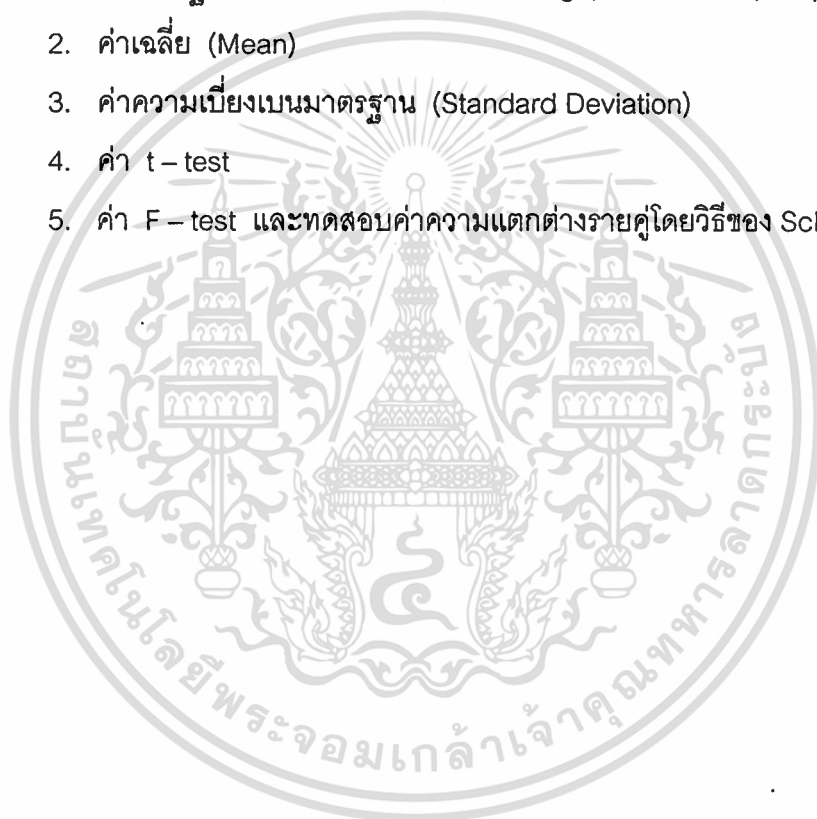 2. ค่าเฉลี่ย (Mean)
3. ค่าความเบี่ยงเบนมาตรฐาน (Standard Deviation)
4. ค่า t – test
5. ค่า F – test และทดสอบค่าความแตกต่างรายคู่โดยวิธีของ
สถาบันเทคโนโลยีพระจอมเกล้าเจ้าคุณทหารลาดกระบัง